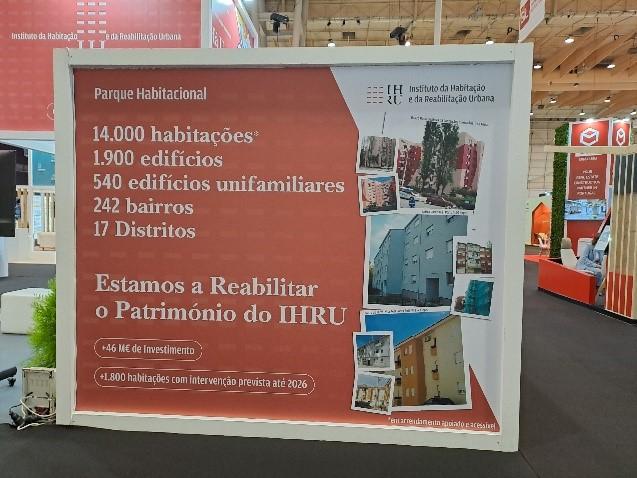 Instituto da Habitação
e da Reabilitação Urbana
Parque Habitacional
IH
RU
Instituto da Habitação
e da Reabilitação Urbana
14.000 habitações*
1.900 edifícios
540 edifícios unifamiliares
242 bairros
17 Distritos
Estamos a Reabilitar
o Património do IHRU
+46 M€ de Investimento
+1.800 habitações com intervenção prevista até 2026
*em arrendamento apoiado e acessível